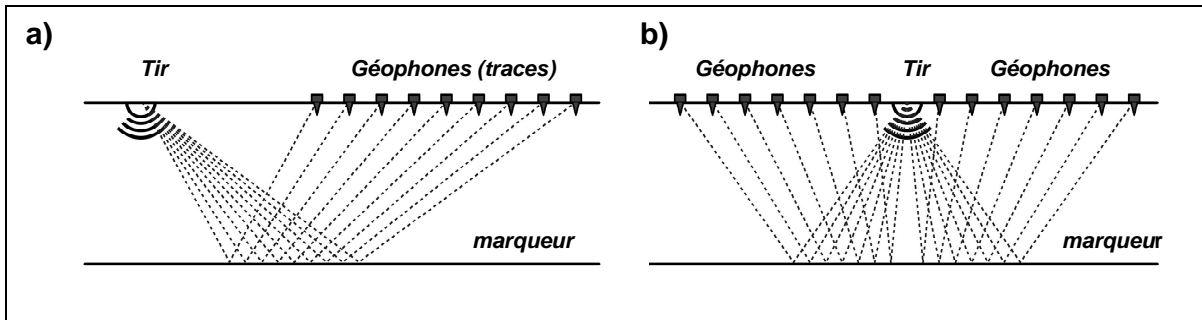 a)
Tir
Géophones (traces)
marqueur
b)
Géophones
Tir
Géophones
marqueur